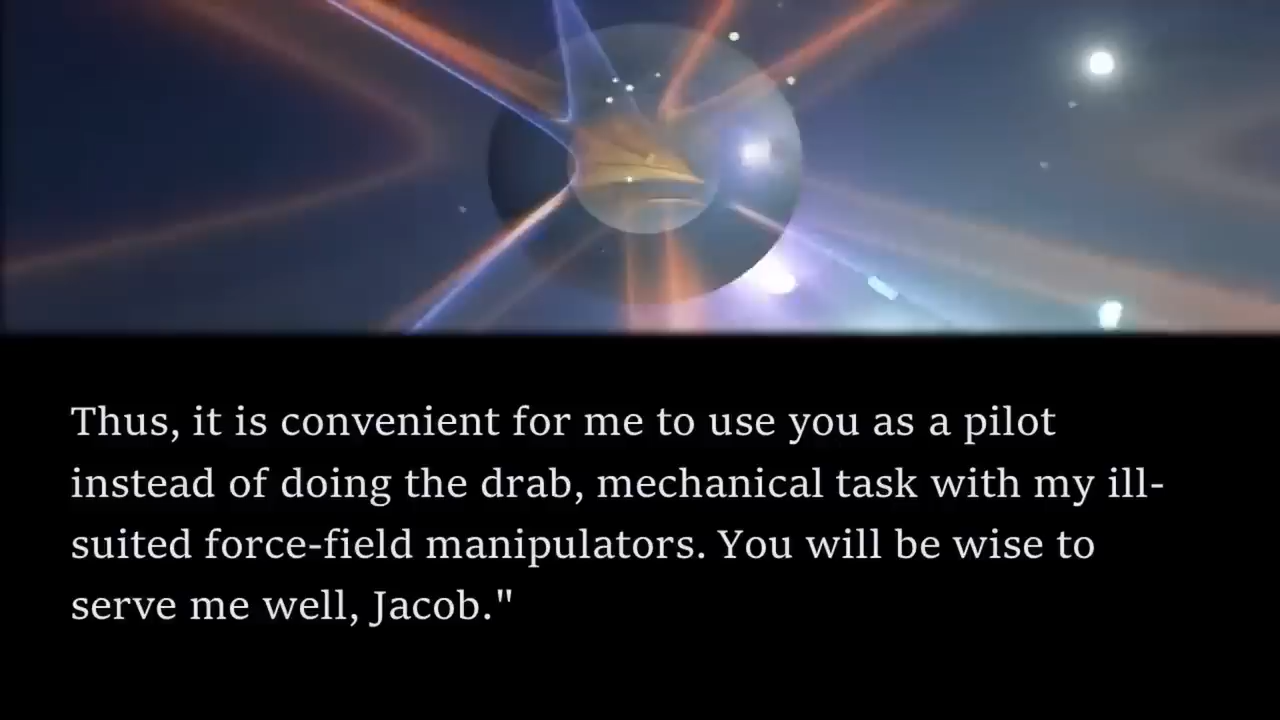 Thus, it is convenient for me to use you as a pilot
instead of doing the drab, mechanical task with my ill-
suited force-field manipulators. You will be wise to
serve me well, Jacob."